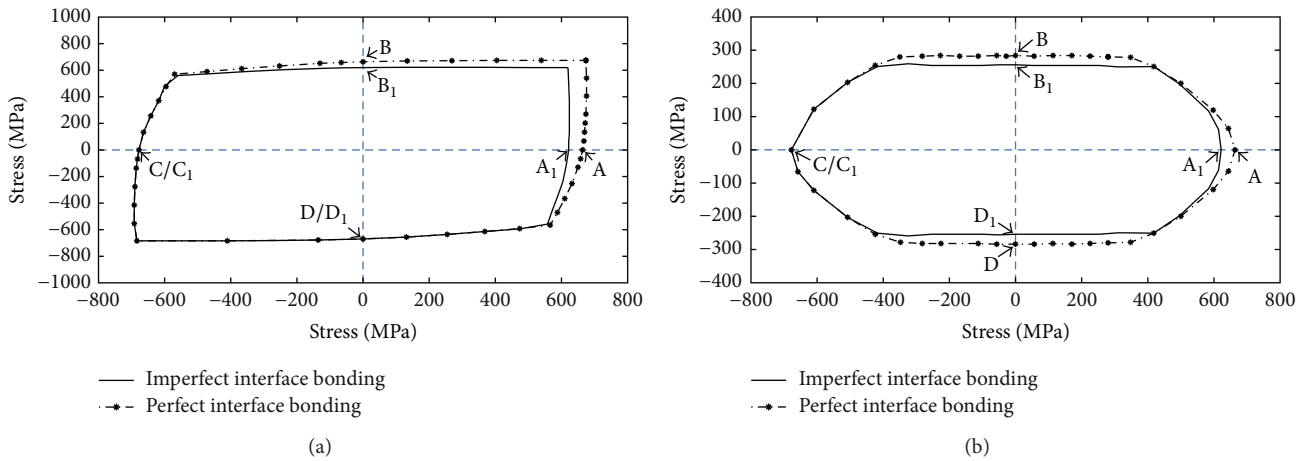 1000
800
600
400
200
0
−200
−400
−600
−800
1000
Stress (MPa)
−800 −600 −400 −200 0 200 400 600 800
Stress (MPa)
B
B1
A1
A
C/C1
D/D1
Imperfect interface bonding
Perfect interface bonding
(a)
400
300
200
100
0
−100
−200
−300
−400
Stress (MPa)
−800 −600 −400 −200 0 200 400 600 800
Stress (MPa)
B
B1
C/C1
A1
A
D1
D
Imperfect interface bonding
Perfect interface bonding
(b)